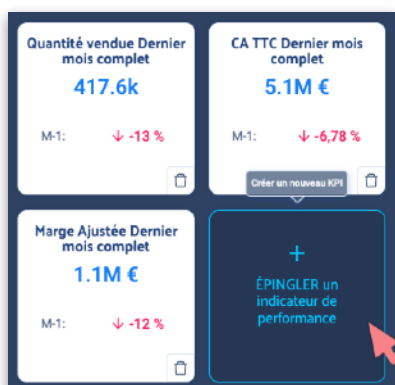 Quantité vendue Dernier
mois complet
417.6k
M-1: ↓ -13 %
CA TTC Dernier mois
complet
5.1M €
M-1: ↓ -6,78 %
Créer un nouveau KPI
Marge Ajustée Dernier
mois complet
1.1M €
M-1: ↓ -12 %
+
ÉPINGLER un
indicateur de
performance